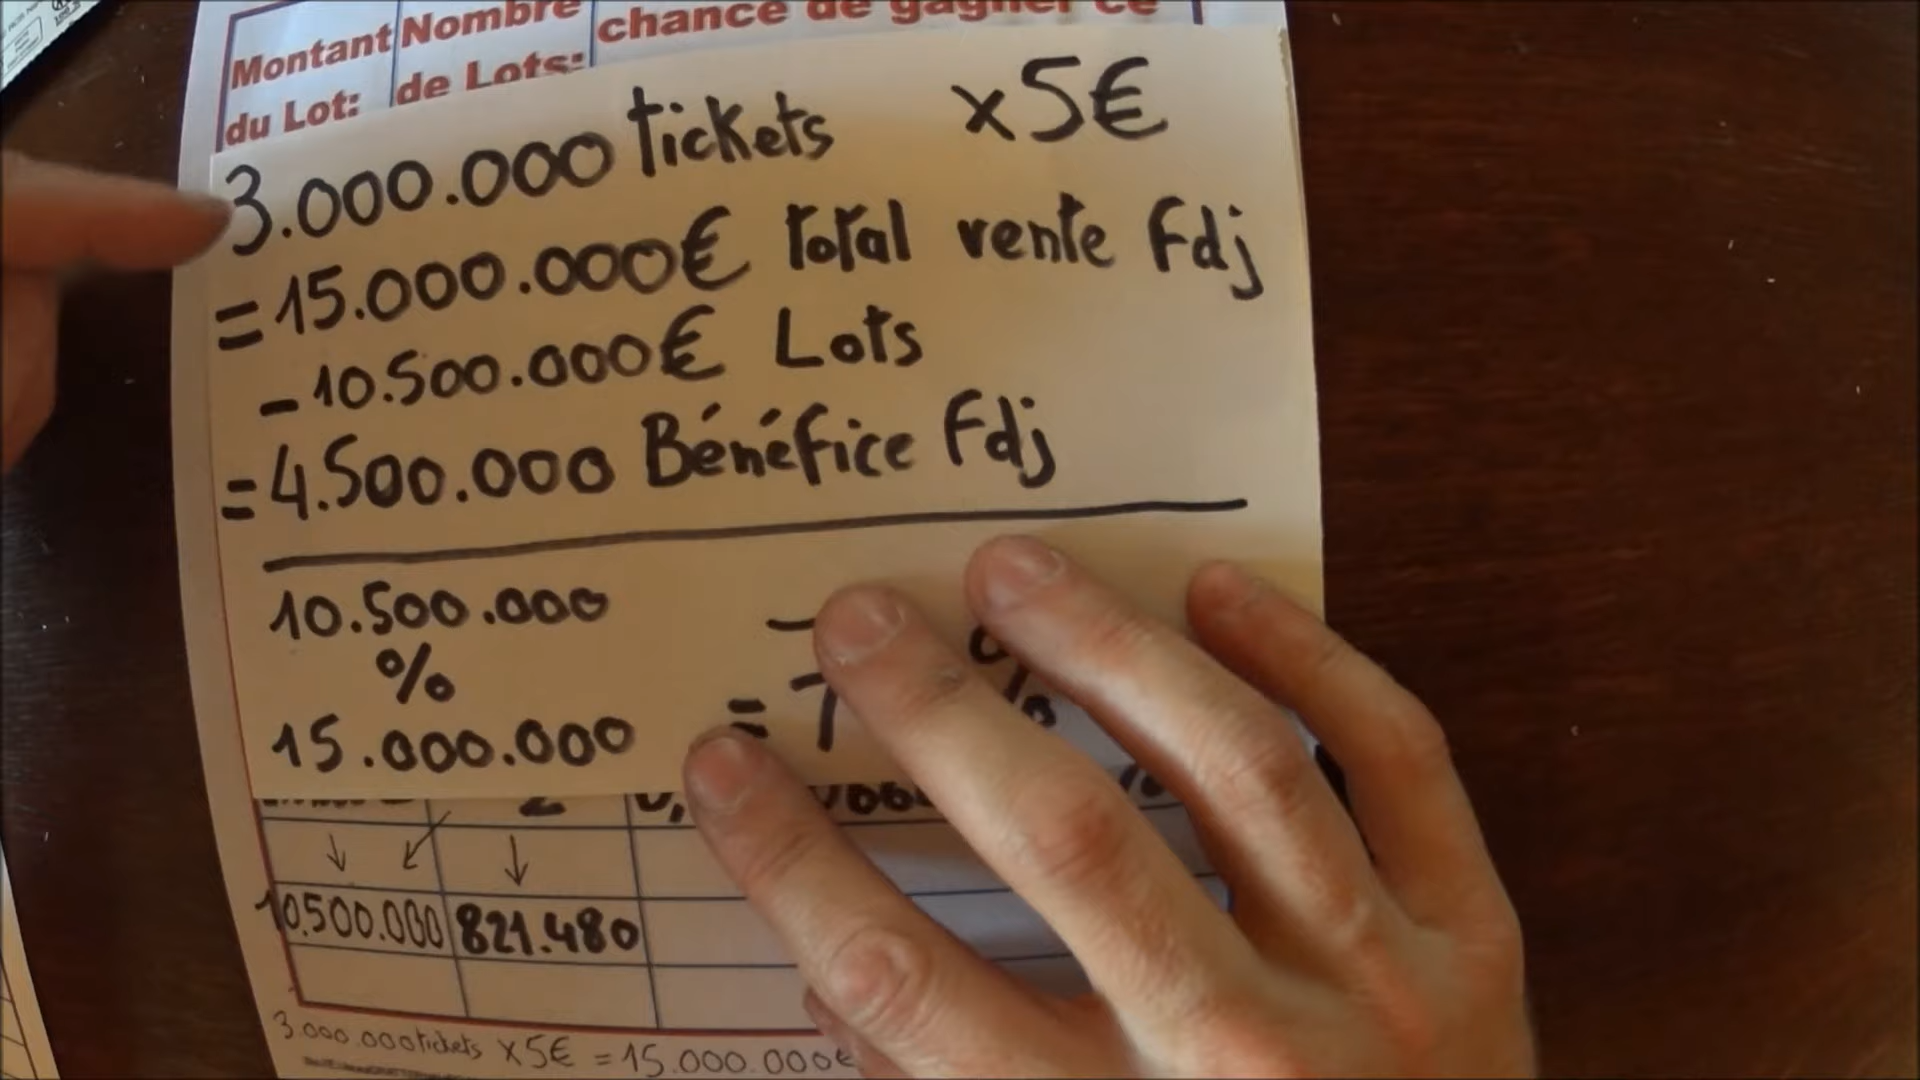 Montant Nombre chance de gagner ce
du Lot: de Lots:
3.000.000 tickets x5€
=15.000.000€ total vente Fdj
-10.500.000€ Lots
=4.500.000 Bénéfice Fdj
10.500.000
%
15.000.000 =
10.500.000 821.480
3.000.000 tickets x5€ = 15.000.000€